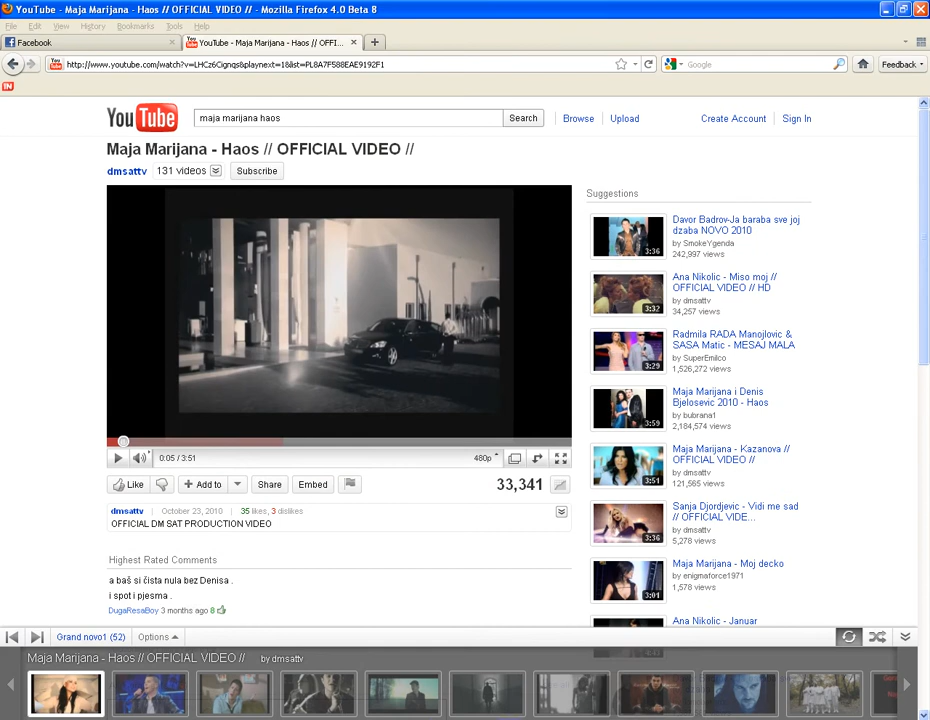 YouTube - Maja Marijana - Haos // OFFICIAL VIDEO // - Mozilla Firefox 4.0 Beta 8
File Edit View History Bookmarks Tools Help
Facebook
YouTube - Maja Marijana - Haos // OFFI...
http://www.youtube.com/watch?v=LHCz6Cignqs&playnext=1&list=PL8A7F588EAE9192F1
Google
Feedback
IN
YouTube
maja marijana haos
Search
Browse
Upload
Create Account
Sign In
Maja Marijana - Haos // OFFICIAL VIDEO //
dmsattv 131 videos Subscribe
0:05 / 3:51
480p
Like
Add to
Share
Embed
33,341
dmsattv | October 23, 2010 | 35 likes, 3 dislikes
OFFICIAL DM SAT PRODUCTION VIDEO
Highest Rated Comments
a baš si čista nula bez Denisa .
i spot i pjesma .
DugaResaBoy 3 months ago 8
Suggestions
3:36
Davor Badrov-Ja baraba sve joj
dzaba NOVO 2010
by SmokeYgenda
242,997 views
3:32
Ana Nikolic - Miso moj //
OFFICIAL VIDEO // HD
by dmsattv
34,257 views
3:29
Radmila RADA Manojlovic &
SASA Matic - MESAJ MALA
by SuperEmilco
1,526,272 views
3:59
Maja Marijana i Denis
Bjelosevic 2010 - Haos
by bubrana1
2,184,574 views
3:51
Maja Marijana - Kazanova //
OFFICIAL VIDEO //
by dmsattv
121,565 views
3:36
Sanja Djordjevic - Vidi me sad
// OFFICIAL VIDE...
by dmsattv
5,278 views
3:01
Maja Marijana - Moj decko
by enigmaforce1971
1,578 views
Ana Nikolic - Januar
Grand novo1 (52)
Options
Maja Marijana - Haos // OFFICIAL VIDEO // by dmsattv